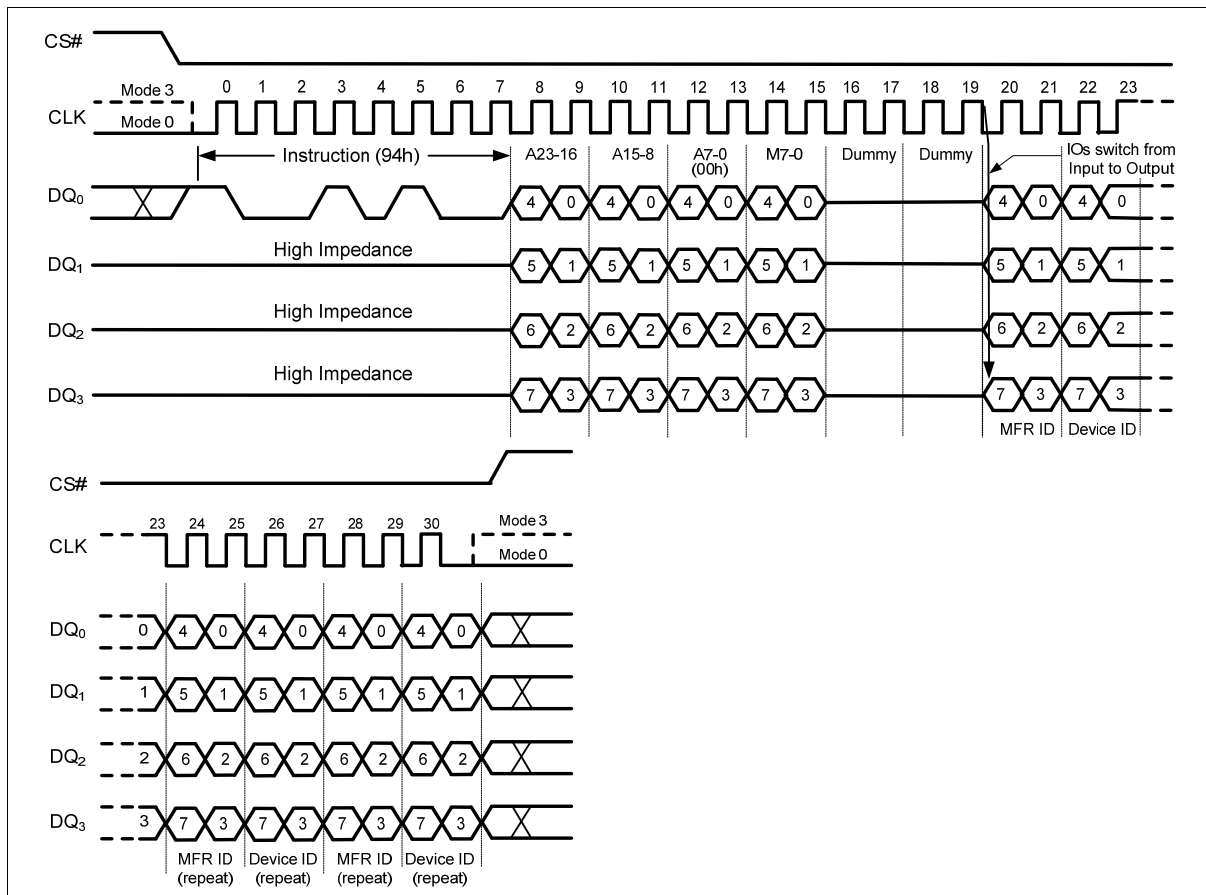 CS#
Mode 3
CLK
Mode 0
0 1 2 3 4 5 6 7 8 9 10 11 12 13 14 15 16 17 18 19 20 21 22 23
Instruction (94h)
A23-16
A15-8
A7-0
(00h)
M7-0
Dummy
Dummy
IOs switch from
Input to Output
DQ0
4 0 4 0 4 0 4 0 4 0 4 0
High Impedance
DQ1
5 1 5 1 5 1 5 1 5 1 5 1
High Impedance
DQ2
6 2 6 2 6 2 6 2 6 2 6 2
High Impedance
DQ3
7 3 7 3 7 3 7 3 7 3 7 3
MFR ID
Device ID
CS#
23 24 25 26 27 28 29 30
Mode 3
CLK
Mode 0
DQ0
0 4 0 4 0 4 0 4 0
DQ1
1 5 1 5 1 5 1 5 1
DQ2
2 6 2 6 2 6 2 6 2
DQ3
3 7 3 7 3 7 3 7 3
MFR ID
(repeat)
Device ID
(repeat)
MFR ID
(repeat)
Device ID
(repeat)